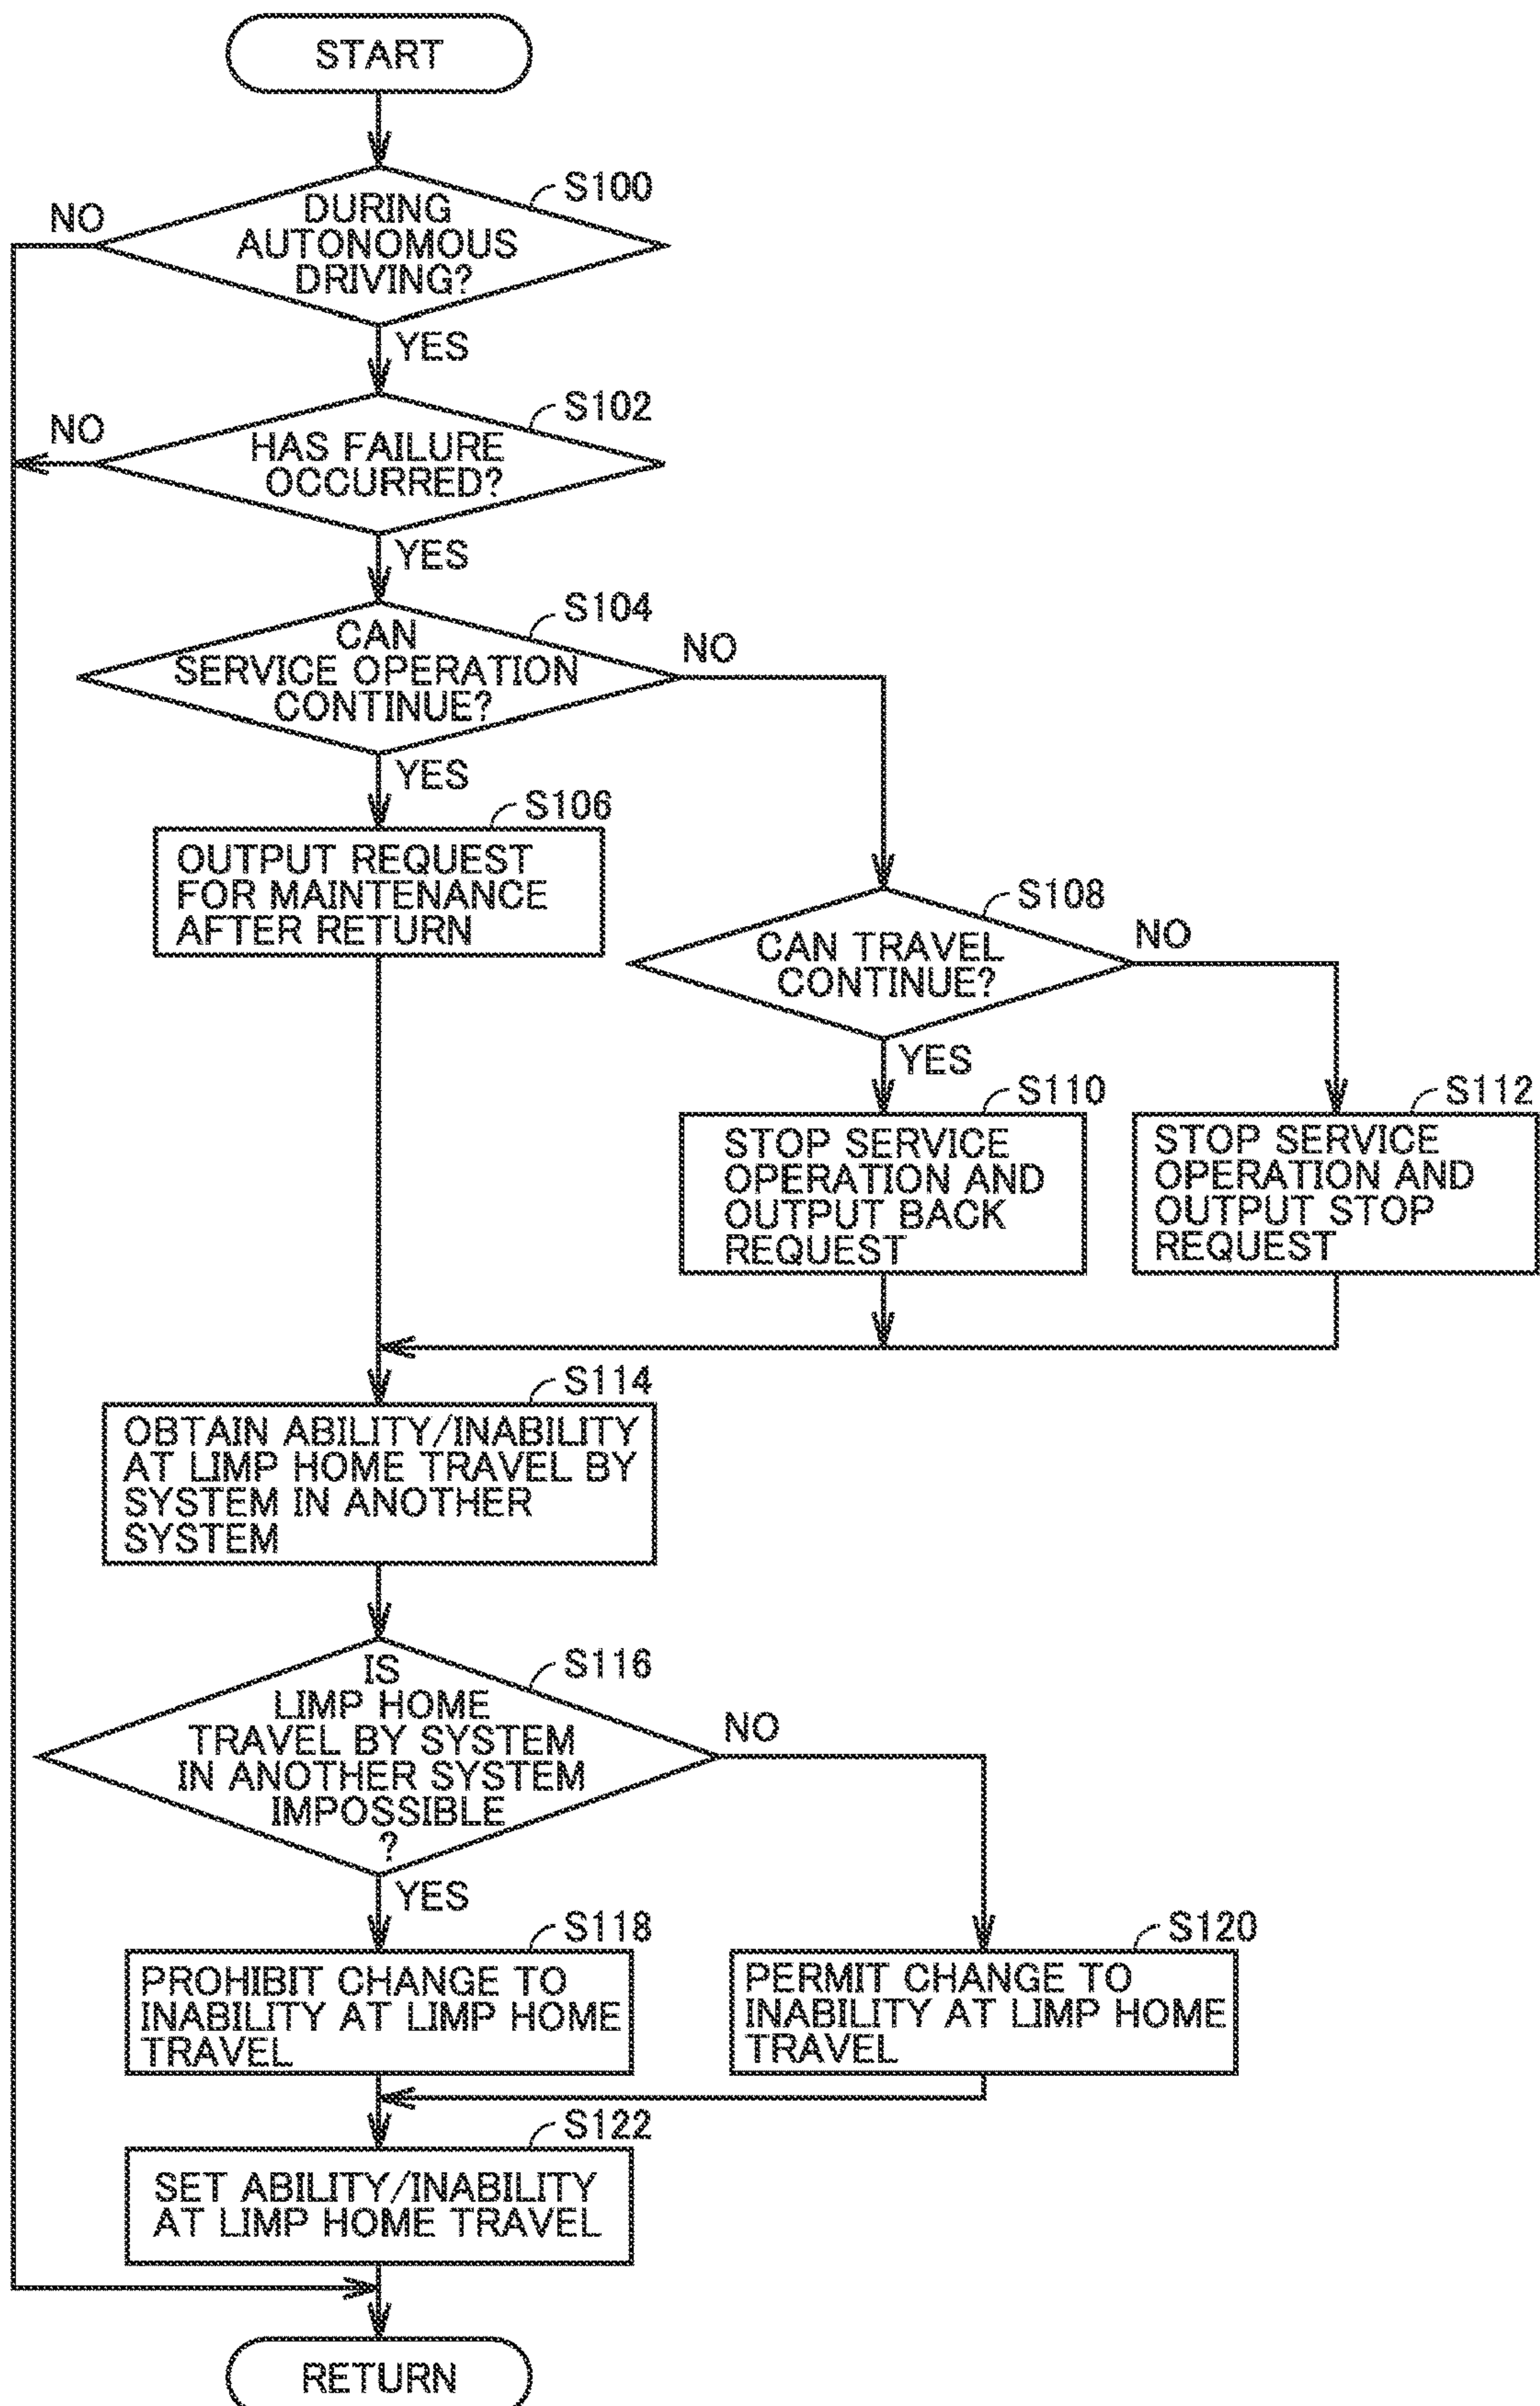 START
S100
NO
DURING
AUTONOMOUS
DRIVING?
YES
S102
NO
HAS FAILURE
OCCURRED?
YES
S104
CAN
SERVICE OPERATION
CONTINUE?
NO
YES
S106
OUTPUT REQUEST
FOR MAINTENANCE
AFTER RETURN
S108
CAN TRAVEL
CONTINUE?
NO
YES
S110
STOP SERVICE
OPERATION AND
OUTPUT BACK
REQUEST
S112
STOP SERVICE
OPERATION AND
OUTPUT STOP
REQUEST
S114
OBTAIN ABILITY/INABILITY
AT LIMP HOME TRAVEL BY
SYSTEM IN ANOTHER
SYSTEM
S116
IS
LIMP HOME
TRAVEL BY SYSTEM
IN ANOTHER SYSTEM
IMPOSSIBLE
?
NO
YES
S118
PROHIBIT CHANGE TO
INABILITY AT LIMP HOME
TRAVEL
S120
PERMIT CHANGE TO
INABILITY AT LIMP HOME
TRAVEL
S122
SET ABILITY/INABILITY
AT LIMP HOME TRAVEL
RETURN